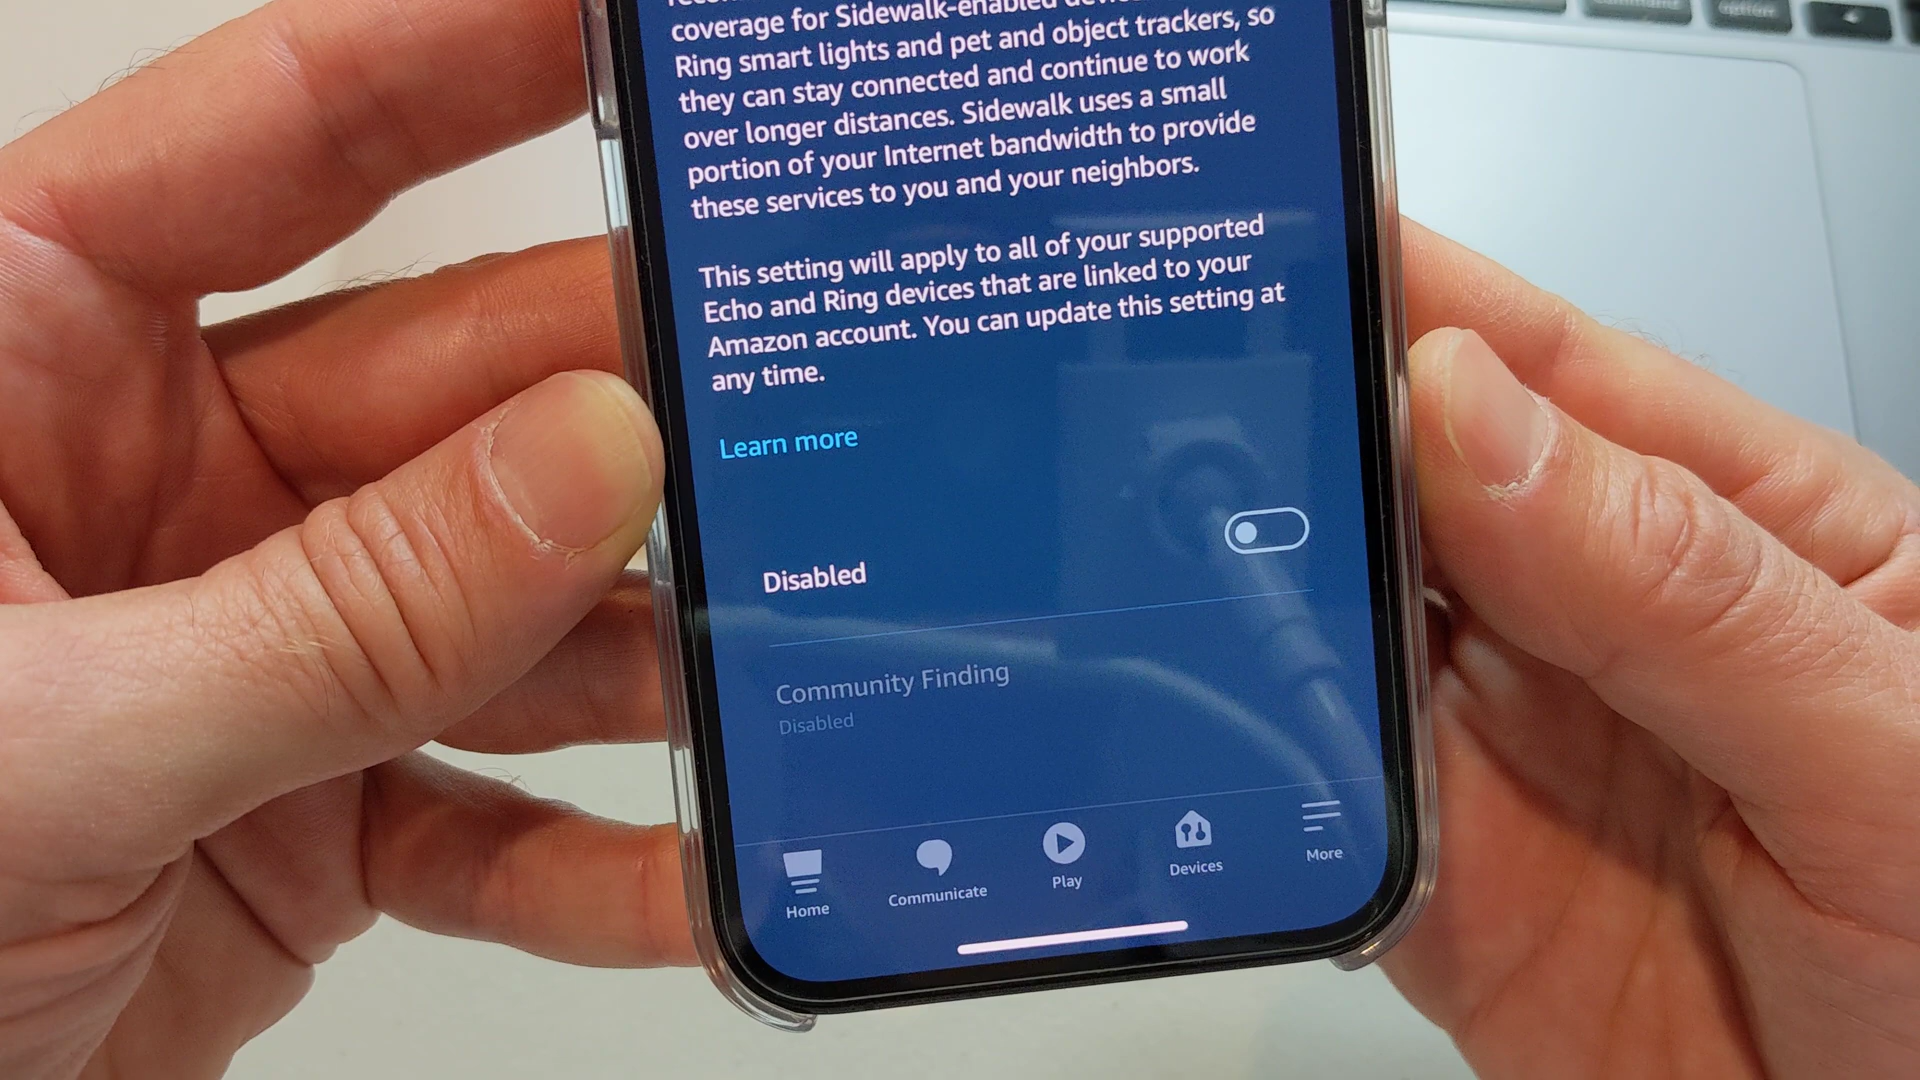 coverage for Sidewalk-enabled
Ring smart lights and pet and object trackers, so
they can stay connected and continue to work
over longer distances. Sidewalk uses a small
portion of your Internet bandwidth to provide
these services to you and your neighbors.
This setting will apply to all of your supported
Echo and Ring devices that are linked to your
Amazon account. You can update this setting at
any time.
Learn more
Disabled
Community Finding
Disabled
Home
Communicate
Play
Devices
More
option